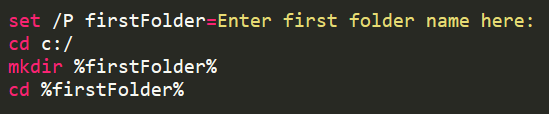 set /P firstFolder=Enter first folder name here:
cd c:/
mkdir %firstFolder%
cd %firstFolder%